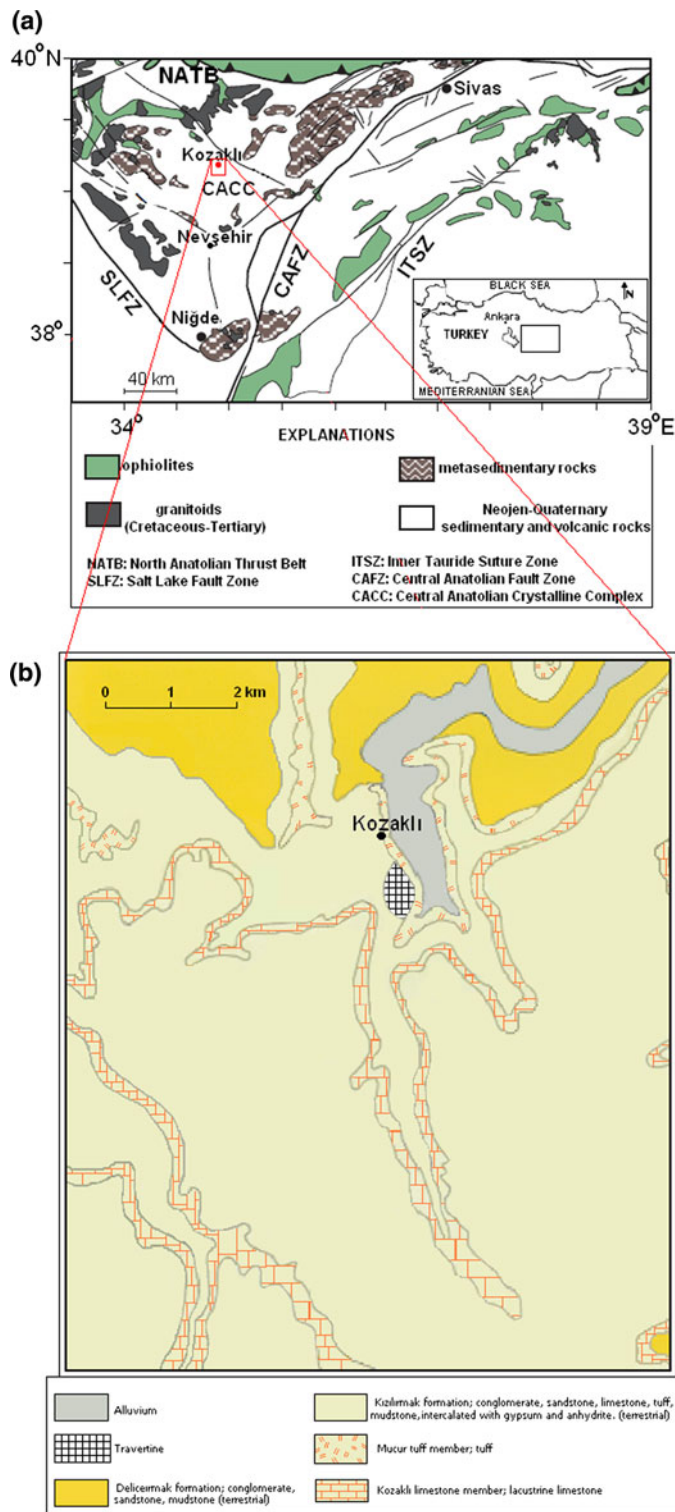 (a)
40°N
NATB
Sivas
Kozaklı
CACC
Nevşehir
SLFZ
CAFZ
ITSZ
Niğde
38°
40 km
34°
39°E
BLACK SEA
N
Ankara
TURKEY
MEDITERRANIAN SEA
EXPLANATIONS
ophiolites
metasedimentary rocks
granitoids
(Cretaceous-Tertiary)
Neojen-Quaternary
sedimentary and volcanic rocks
NATB: North Anatolian Thrust Belt
SLFZ: Salt Lake Fault Zone
ITSZ: Inner Tauride Suture Zone
CAFZ: Central Anatolian Fault Zone
CACC: Central Anatolian Crystalline Complex
(b)
0 1 2 km
Kozaklı
Alluvium
Travertine
Deliceırmak formation; conglomerate,
sandstone, mudstone (terrestrial)
Kızılırmak formation; conglomerate, sandstone, limestone, tuff,
mudstone,intercalated with gypsum and anhydrite. (terrestrial)
Mucur tuff member; tuff
Kozaklı limestone member; lacustrine limestone